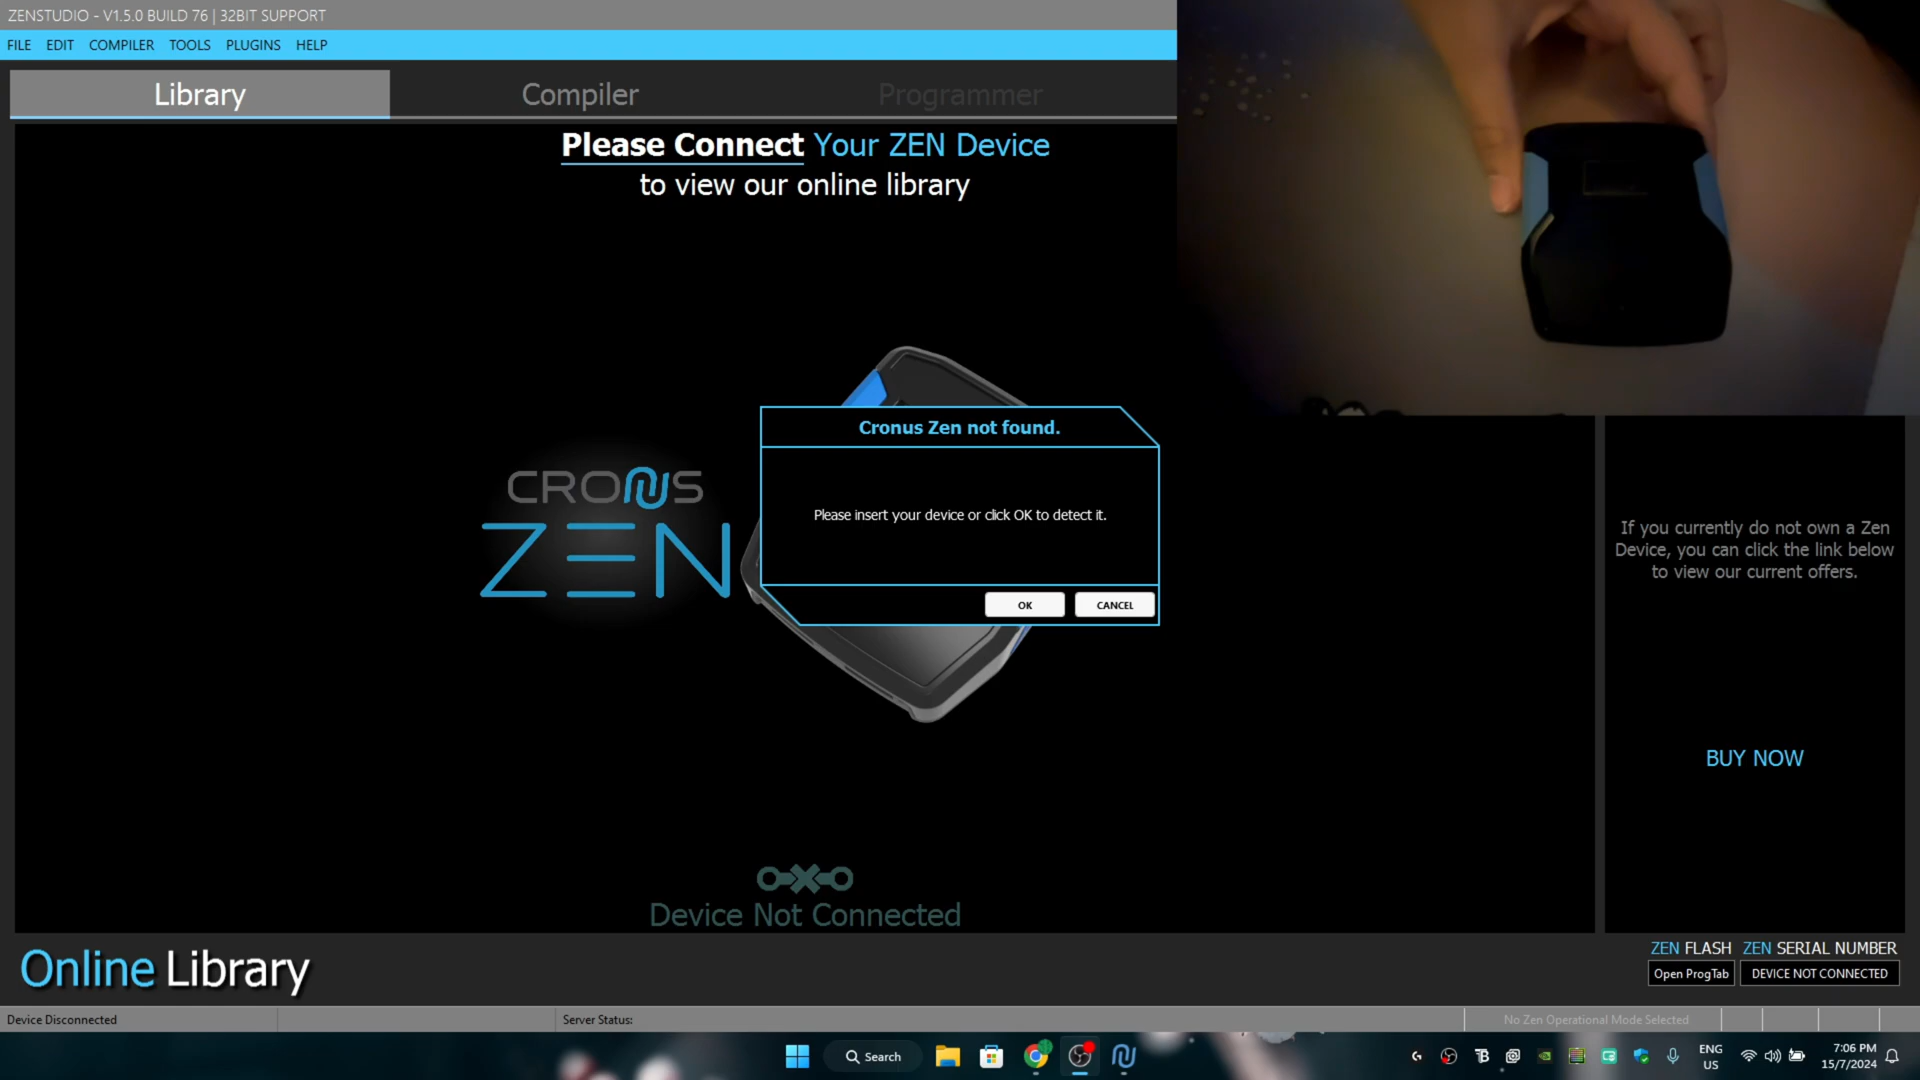 ZENSTUDIO - V1.5.0 BUILD 76 | 32BIT SUPPORT
FILE EDIT COMPILER TOOLS PLUGINS HELP
Library Compiler Programmer
Please Connect Your ZEN Device
to view our online library
CRONUS
ZEN
Cronus Zen not found.
Please insert your device or click OK to detect it.
OK CANCEL
If you currently do not own a Zen
Device, you can click the link below
to view our current offers.
BUY NOW
Device Not Connected
Online Library
ZEN FLASH ZEN SERIAL NUMBER
Open ProgTab DEVICE NOT CONNECTED
Device Disconnected
Server Status:
No Zen Operational Mode Selected
Search
ENG
US
7:06 PM
15/7/2024